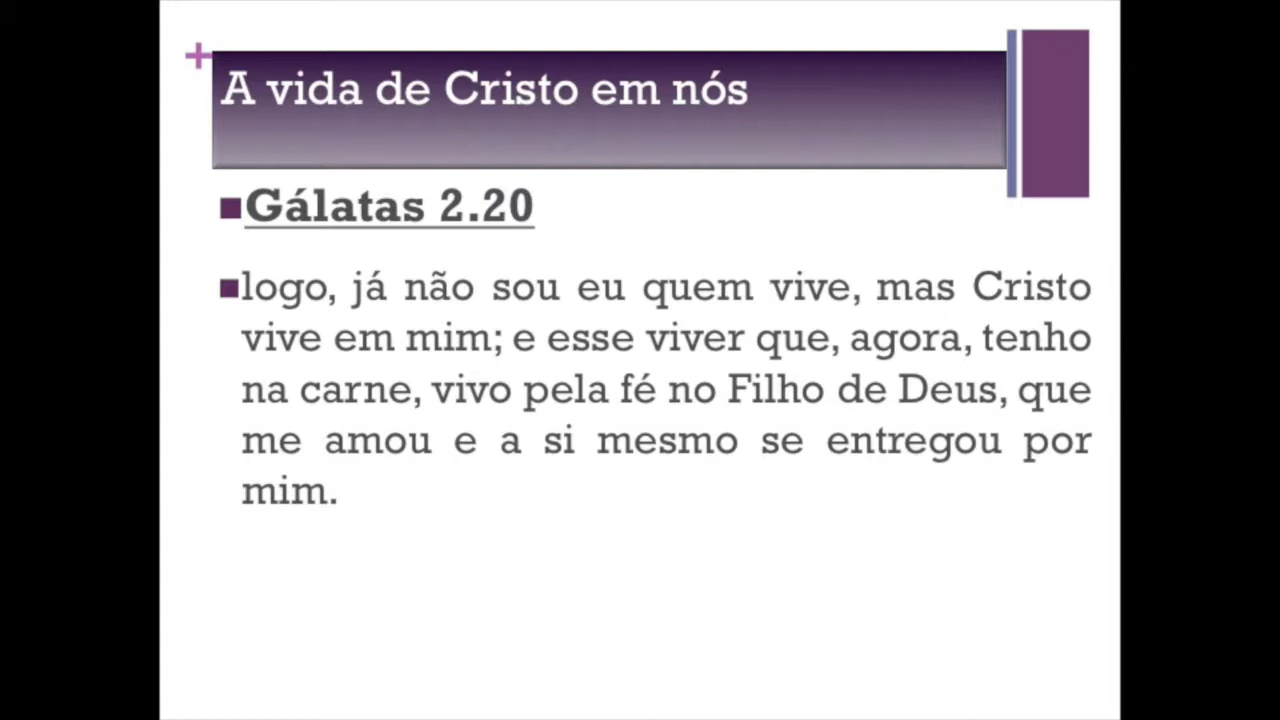 A vida de Cristo em nós
Gálatas 2.20
logo, já não sou eu quem vive, mas Cristo
vive em mim; e esse viver que, agora, tenho
na carne, vivo pela fé no Filho de Deus, que
me amou e a si mesmo se entregou por
mim.